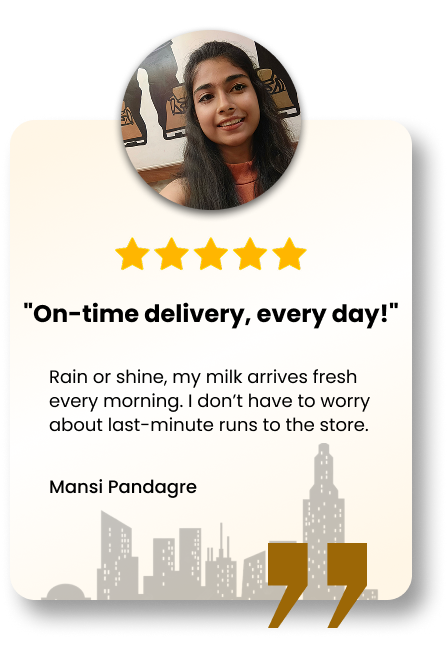 "On-time delivery, every day!"
Rain or shine, my milk arrives fresh
every morning. I don't have to worry
about last-minute runs to the store.
Mansi Pandagre